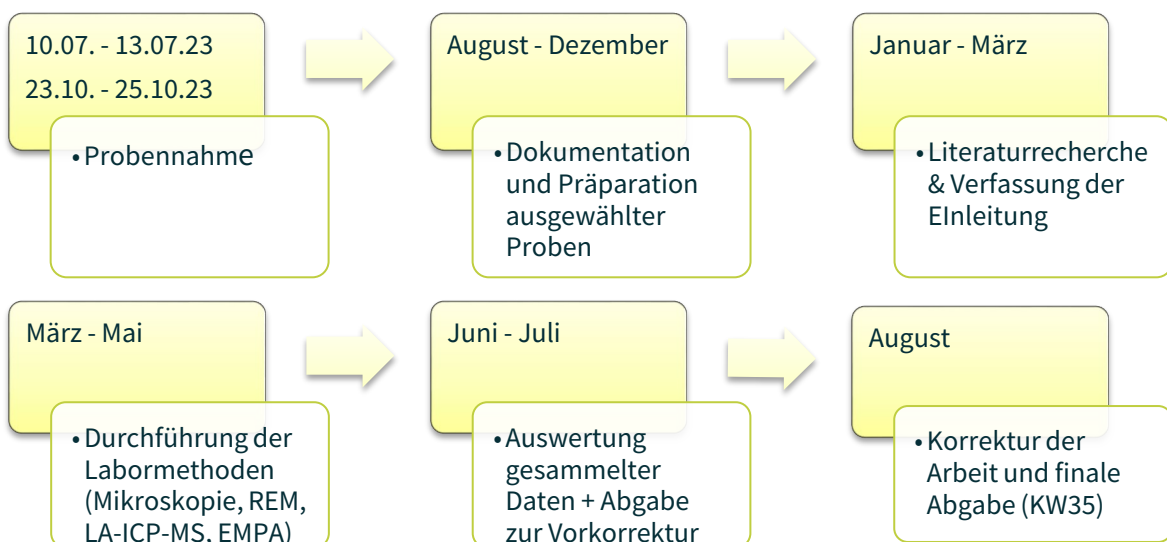 10.07. - 13.07.23
23.10. - 25.10.23
•Probennahme
August - Dezember
•Dokumentation
und Präparation
ausgewählter
Proben
Januar - März
•Literaturrecherche
& Verfassung der
EInleitung
März - Mai
•Durchführung der
Labormethoden
(Mikroskopie, REM,
LA-ICP-MS, EMPA)
Juni - Juli
•Auswertung
gesammelter
Daten + Abgabe
zur Vorkorrektur
August
•Korrektur der
Arbeit und finale
Abgabe (KW35)